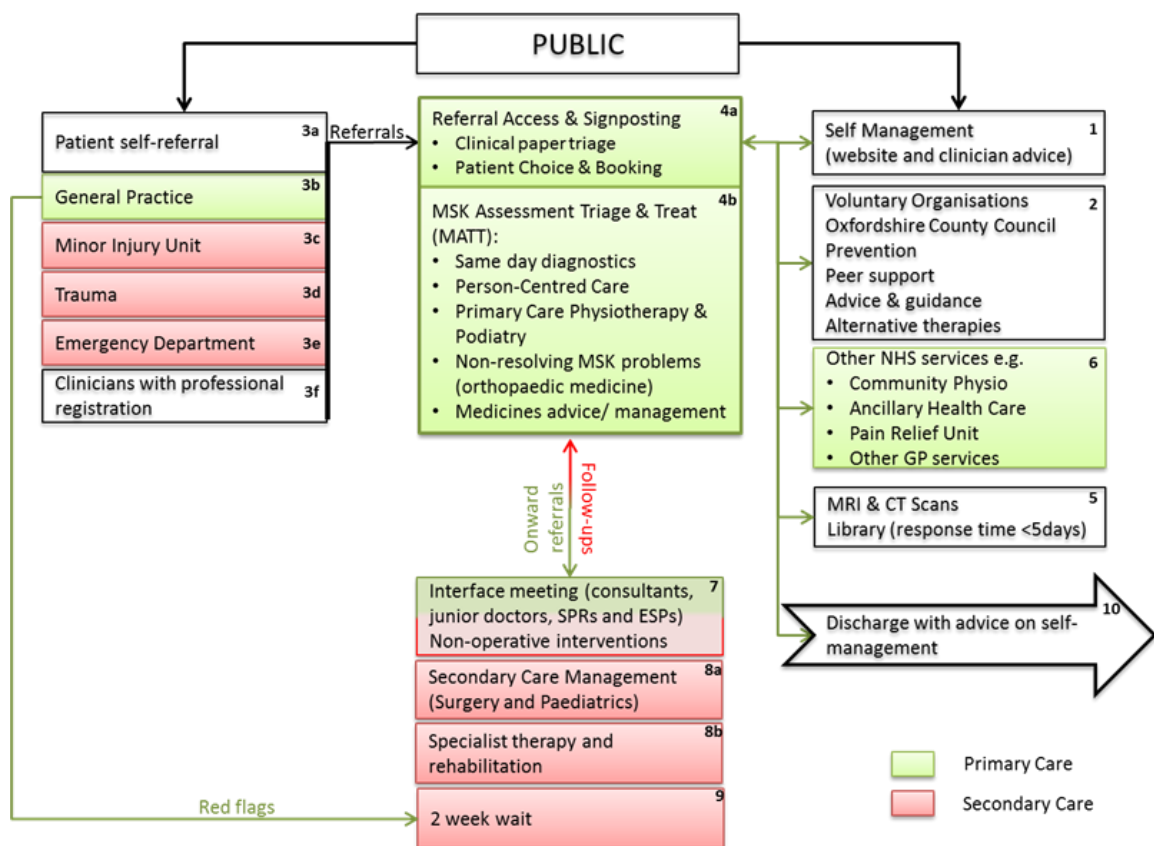 PUBLIC
3a
Patient self-referral
3b
General Practice
3c
Minor Injury Unit
3d
Trauma
3e
Emergency Department
Clinicians with professional
registration
3f
Referrals
Referral Access & Signposting
4a
• Clinical paper triage
• Patient Choice & Booking
MSK Assessment Triage & Treat
4b
(MATT):
• Same day diagnostics
• Person-Centred Care
• Primary Care Physiotherapy &
Podiatry
• Non-resolving MSK problems
(orthopaedic medicine)
• Medicines advice/ management
Onward
referrals
Follow-ups
Interface meeting (consultants,
7
junior doctors, SPRs and ESPs)
Non-operative interventions
Secondary Care Management
8a
(Surgery and Paediatrics)
Specialist therapy and
8b
rehabilitation
9
2 week wait
Red flags
Self Management
1
(website and clinician advice)
Voluntary Organisations
2
Oxfordshire County Council
Prevention
Peer support
Advice & guidance
Alternative therapies
Other NHS services e.g.
6
• Community Physio
• Ancillary Health Care
• Pain Relief Unit
• Other GP services
MRI & CT Scans
5
Library (response time <5days)
10
Discharge with advice on self-
management
Primary Care
Secondary Care